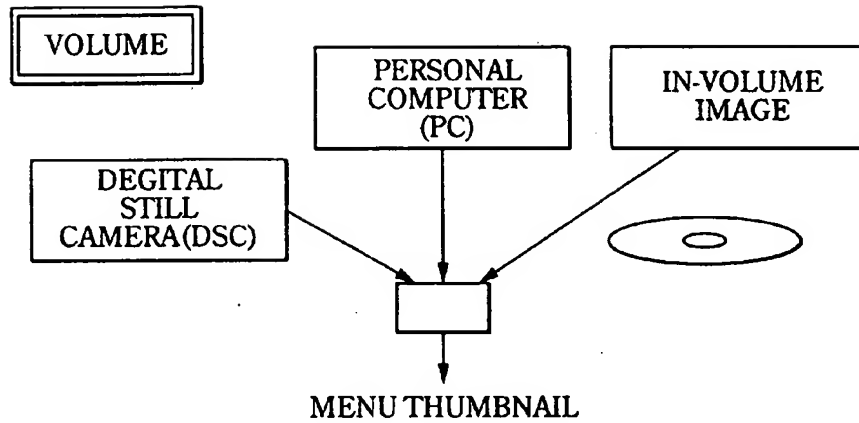 VOLUME
PERSONAL
COMPUTER
(PC)
IN-VOLUME
IMAGE
DEGITAL
STILL
CAMERA(DSC)
MENU THUMBNAIL